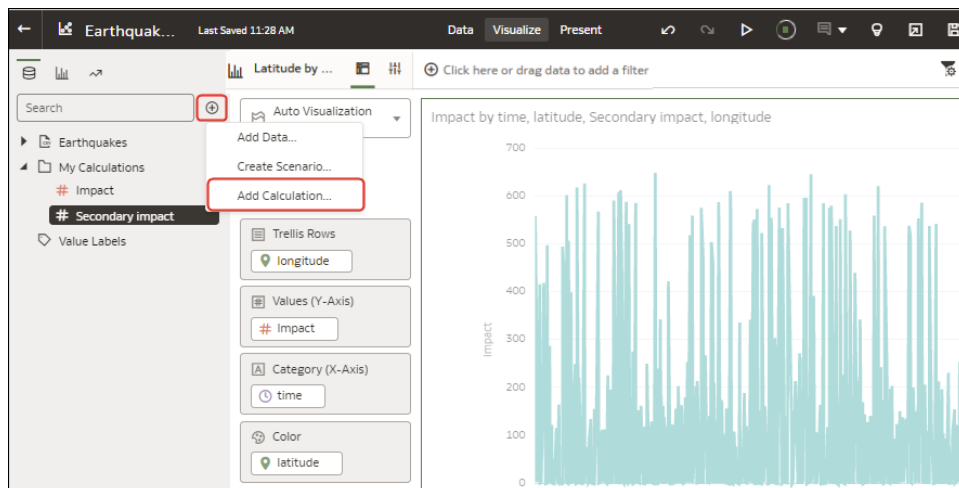 Earthquak...
Last Saved 11:28 AM
Data
Visualize
Present
Latitude by ...
Click here or drag data to add a filter
Search
Auto Visualization
Add Data...
Create Scenario...
Add Calculation...
Earthquakes
My Calculations
# Impact
# Secondary impact
Value Labels
Trellis Rows
longitude
# Values (Y-Axis)
# Impact
A Category (X-Axis)
time
Color
latitude
Impact by time, latitude, Secondary impact, longitude
700
600
500
400
300
200
100
0
Impact